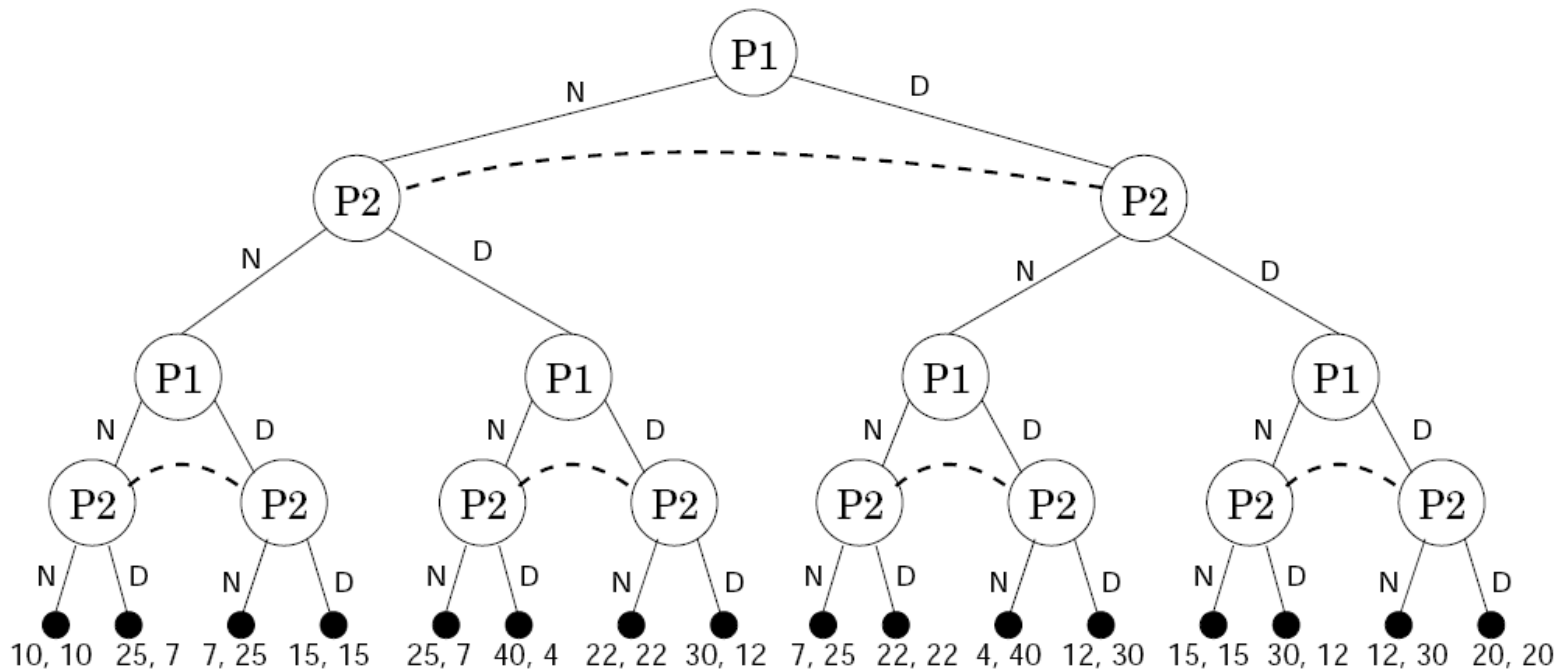 P1
N D
P2 P2
N D N D
P1 P1 P1 P1
N D N D N D N D
P2 P2 P2 P2 P2 P2 P2 P2
N D N D N D N D N D N D N D N D
10, 10 25, 7 7, 25 15, 15 25, 7 40, 4 22, 22 30, 12 7, 25 22, 22 4, 40 12, 30 15, 15 30, 12 12, 30 20, 20